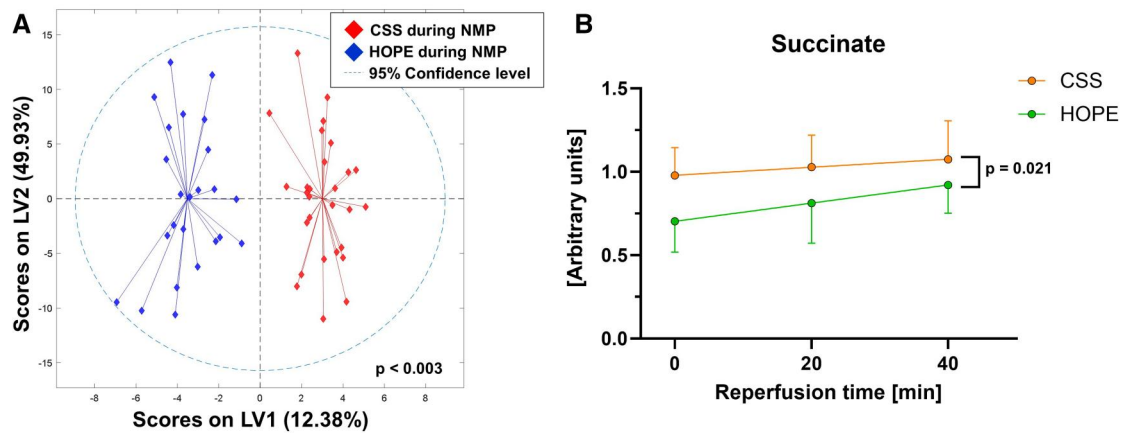 A
CSS during NMP
HOPE during NMP
95% Confidence level
Scores on LV2 (49.93%)
15
10
5
0
-5
-10
-15
-8
-6
-4
-2
0
2
4
6
8
p < 0.003
Scores on LV1 (12.38%)
B
Succinate
[Arbitrary units]
1.5
1.0
0.5
0.0
0
20
40
Reperfusion time [min]
CSS
HOPE
p = 0.021